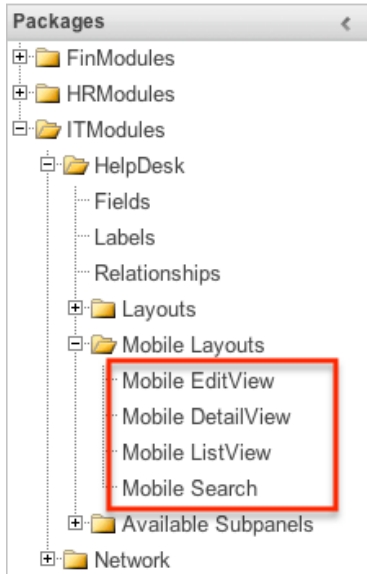 Packages
FinModules
HRModules
ITModules
HelpDesk
Fields
Labels
Relationships
Layouts
Mobile Layouts
Mobile EditView
Mobile DetailView
Mobile ListView
Mobile Search
Available Subpanels
Network